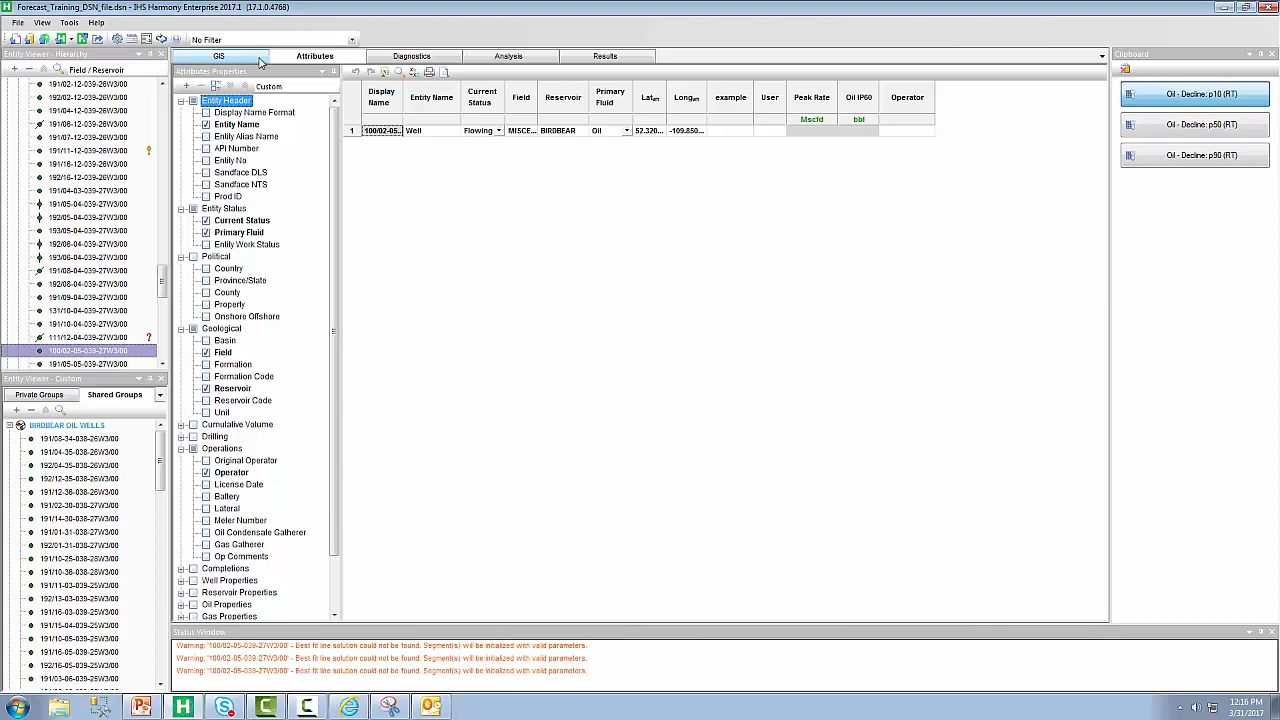 Forecast_Training_DSN_file.dsn - IHS Harmony Enterprise 2017.1 (17.1.0.4768)
File View Tools Help
No Filter
Entity Viewer - Hierarchy
Field / Reservoir
191/02-12-039-26W3/00
191/03-12-039-26W3/00
191/04-12-039-26W3/00
191/06-12-039-26W3/00
191/07-12-039-26W3/00
191/11-12-039-26W3/00
191/16-12-039-26W3/00
192/16-12-039-26W3/00
191/04-03-039-27W3/00
191/05-04-039-27W3/00
192/05-04-039-27W3/00
193/05-04-039-27W3/00
192/06-04-039-27W3/00
193/06-04-039-27W3/00
191/08-04-039-27W3/00
192/08-04-039-27W3/00
191/09-04-039-27W3/00
131/10-04-039-27W3/00
191/10-04-039-27W3/00
111/12-04-039-27W3/00 ?
100/02-05-039-27W3/00
191/05-05-039-27W3/00
Entity Viewer - Custom
Private Groups Shared Groups
BIRDBEAR OIL WELLS
191/08-34-038-26W3/00
191/04-35-038-26W3/00
192/04-35-038-26W3/00
192/12-35-038-26W3/00
191/12-36-038-26W3/00
191/02-30-038-27W3/00
191/14-30-038-27W3/00
191/01-31-038-27W3/00
192/01-31-038-27W3/00
191/10-25-038-28W3/00
191/10-36-038-28W3/00
191/11-03-039-25W3/00
192/13-03-039-25W3/00
191/16-03-039-25W3/00
191/15-04-039-25W3/00
191/10-05-039-25W3/00
191/16-05-039-25W3/00
192/16-05-039-25W3/00
191/03-06-039-25W3/00
GIS Attributes Diagnostics Analysis Results
Attributes Properties
Custom
Entity Header
Display Name Format
Entity Name
Entity Alias Name
API Number
Entity No
Sandface DLS
Sandface NTS
Prod ID
Entity Status
Current Status
Primary Fluid
Entity Work Status
Political
Country
Province/State
County
Property
Onshore Offshore
Geological
Basin
Field
Formation
Formation Code
Reservoir
Reservoir Code
Unit
Cumulative Volume
Drilling
Operations
Original Operator
Operator
License Date
Battery
Lateral
Meter Number
Oil Condensate Gatherer
Gas Gatherer
Op Comments
Completions
Well Properties
Reservoir Properties
Oil Properties
Gas Properties
Display Name Entity Name Current Status Field Reservoir Primary Fluid Lat Long example User Peak Rate Oil IP60 Operator
Mscfd bbl
1 100/02-05... Well Flowing MISCE... BIRDBEAR Oil 52.320... -109.850...
Clipboard
Oil - Decline: p10 (RT)
Oil - Decline: p50 (RT)
Oil - Decline: p90 (RT)
Status Window
Warning: '100/02-05-039-27W3/00' - Best fit line solution could not be found. Segment(s) will be initialized with valid parameters.
Warning: '100/02-05-039-27W3/00' - Best fit line solution could not be found. Segment(s) will be initialized with valid parameters.
Warning: '100/02-05-039-27W3/00' - Best fit line solution could not be found. Segment(s) will be initialized with valid parameters.
12:16 PM
3/31/2017